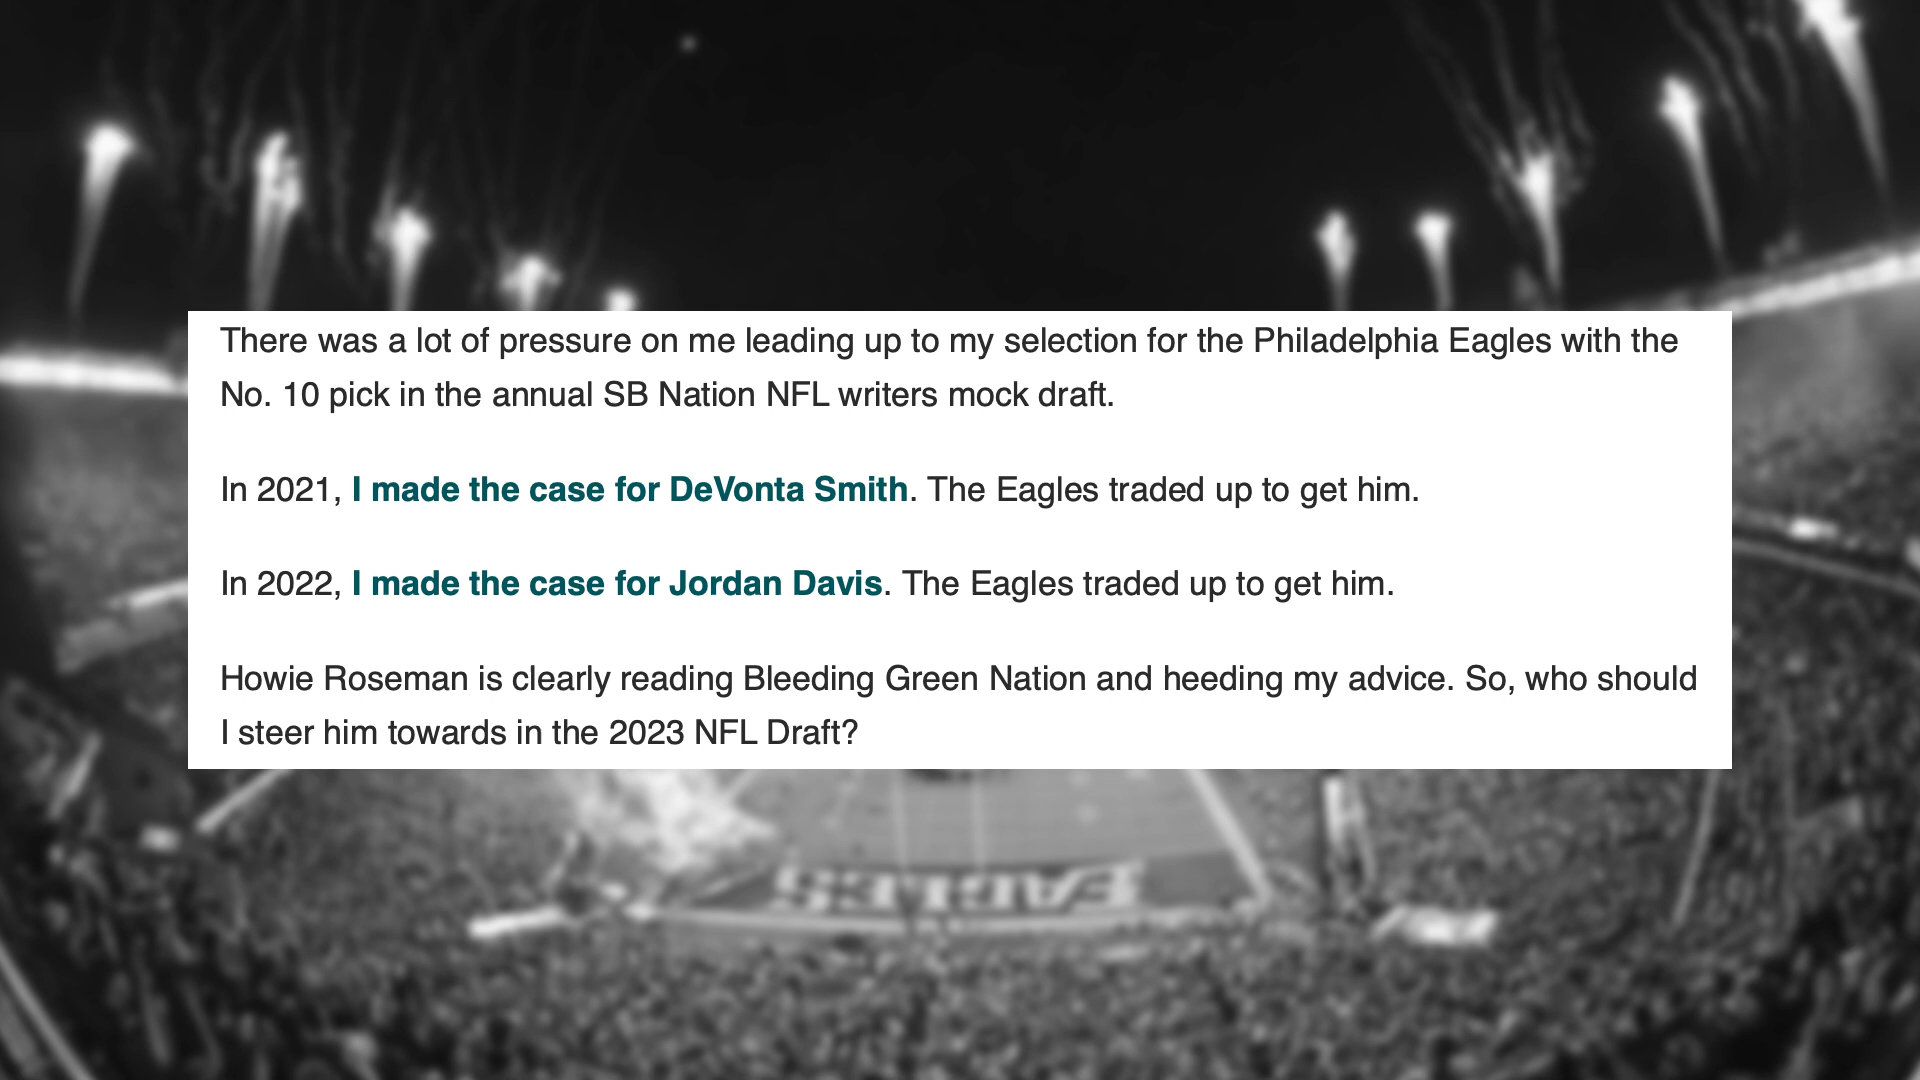 There was a lot of pressure on me leading up to my selection for the Philadelphia Eagles with the
No. 10 pick in the annual SB Nation NFL writers mock draft.
In 2021, I made the case for DeVonta Smith. The Eagles traded up to get him.
In 2022, I made the case for Jordan Davis. The Eagles traded up to get him.
Howie Roseman is clearly reading Bleeding Green Nation and heeding my advice. So, who should
I steer him towards in the 2023 NFL Draft?
EAGLES